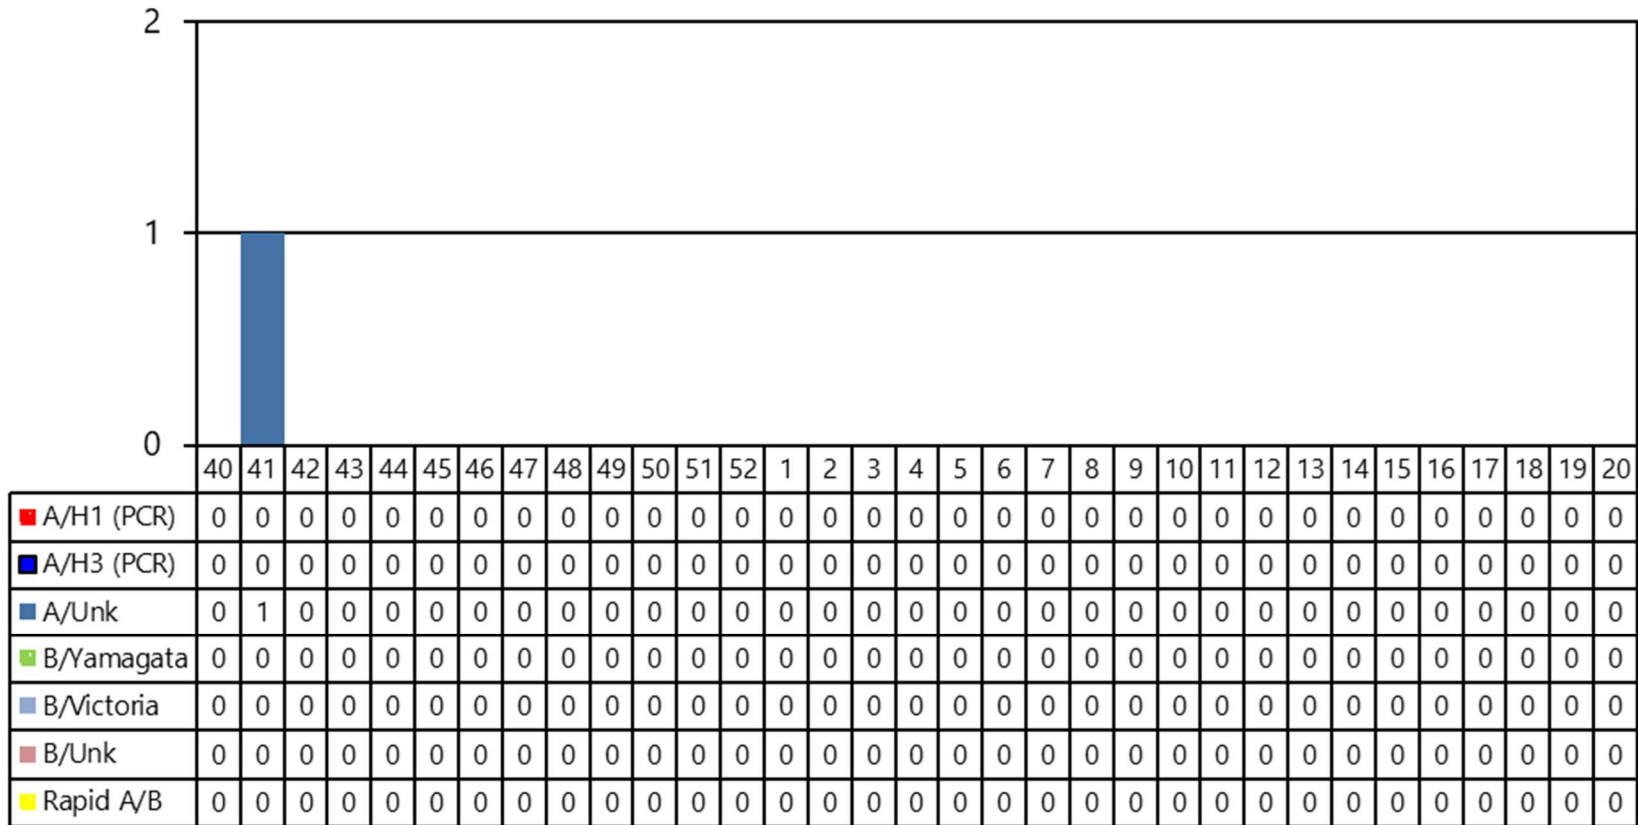 2
1
0
40 41 42 43 44 45 46 47 48 49 50 51 52 1 2 3 4 5 6 7 8 9 10 11 12 13 14 15 16 17 18 19 20
A/H1 (PCR) 0 0 0 0 0 0 0 0 0 0 0 0 0 0 0 0 0 0 0 0 0 0 0 0 0 0 0 0 0 0 0 0 0
A/H3 (PCR) 0 0 0 0 0 0 0 0 0 0 0 0 0 0 0 0 0 0 0 0 0 0 0 0 0 0 0 0 0 0 0 0 0
A/Unk 0 1 0 0 0 0 0 0 0 0 0 0 0 0 0 0 0 0 0 0 0 0 0 0 0 0 0 0 0 0 0 0 0
B/Yamagata 0 0 0 0 0 0 0 0 0 0 0 0 0 0 0 0 0 0 0 0 0 0 0 0 0 0 0 0 0 0 0 0 0
B/Victoria 0 0 0 0 0 0 0 0 0 0 0 0 0 0 0 0 0 0 0 0 0 0 0 0 0 0 0 0 0 0 0 0 0
B/Unk 0 0 0 0 0 0 0 0 0 0 0 0 0 0 0 0 0 0 0 0 0 0 0 0 0 0 0 0 0 0 0 0 0
Rapid A/B 0 0 0 0 0 0 0 0 0 0 0 0 0 0 0 0 0 0 0 0 0 0 0 0 0 0 0 0 0 0 0 0 0